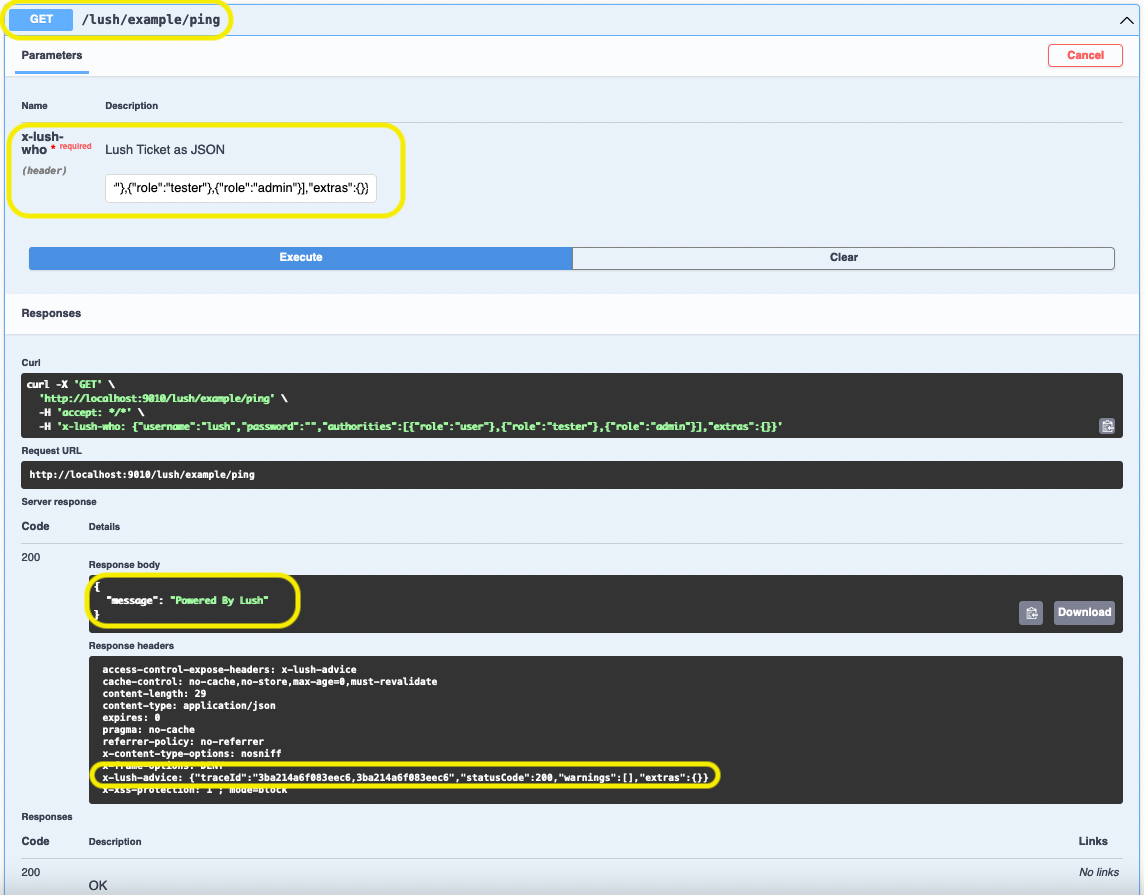 GET /lush/example/ping
Parameters
Cancel
Name Description
x-lush-
who * required
Lush Ticket as JSON
(header)
"},{"role":"tester"},{"role":"admin"}],"extras":{}}
Execute Clear
Responses
Curl
curl -X 'GET' \
'http://localhost:9010/lush/example/ping' \
-H 'accept: */*' \
-H 'x-lush-who: {"username":"lush","password":"","authorities":[{"role":"user"},{"role":"tester"},{"role":"admin"}],"extras":{}}'
Request URL
http://localhost:9010/lush/example/ping
Server response
Code Details
200
Response body
{
"message": "Powered By Lush"
}
Download
Response headers
access-control-expose-headers: x-lush-advice
cache-control: no-cache,no-store,max-age=0,must-revalidate
content-length: 29
content-type: application/json
expires: 0
pragma: no-cache
referrer-policy: no-referrer
x-content-type-options: nosniff
x-frame-options: DENY
x-lush-advice: {"traceId":"3ba214a6f083eec6,3ba214a6f083eec6","statusCode":200,"warnings":[],"extras":{}}
x-xss-protection: 1 ; mode=block
Responses
Code Description Links
200 No links
OK